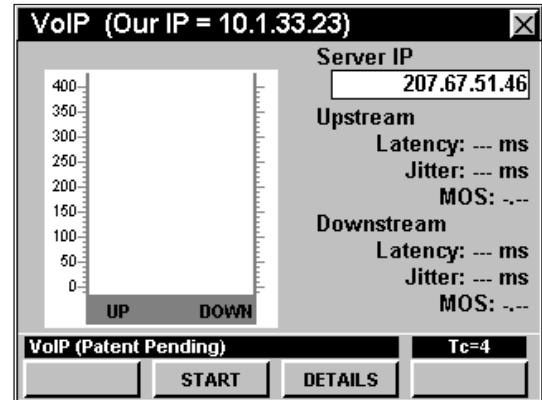 VoIP (Our IP = 10.1.33.23)
400
350
300
250
200
150
100
50
0
UP DOWN
Server IP
207.67.51.46
Upstream
Latency: --- ms
Jitter: --- ms
MOS: -.--
Downstream
Latency: --- ms
Jitter: --- ms
MOS: -.--
VoIP (Patent Pending) Tc=4
START DETAILS